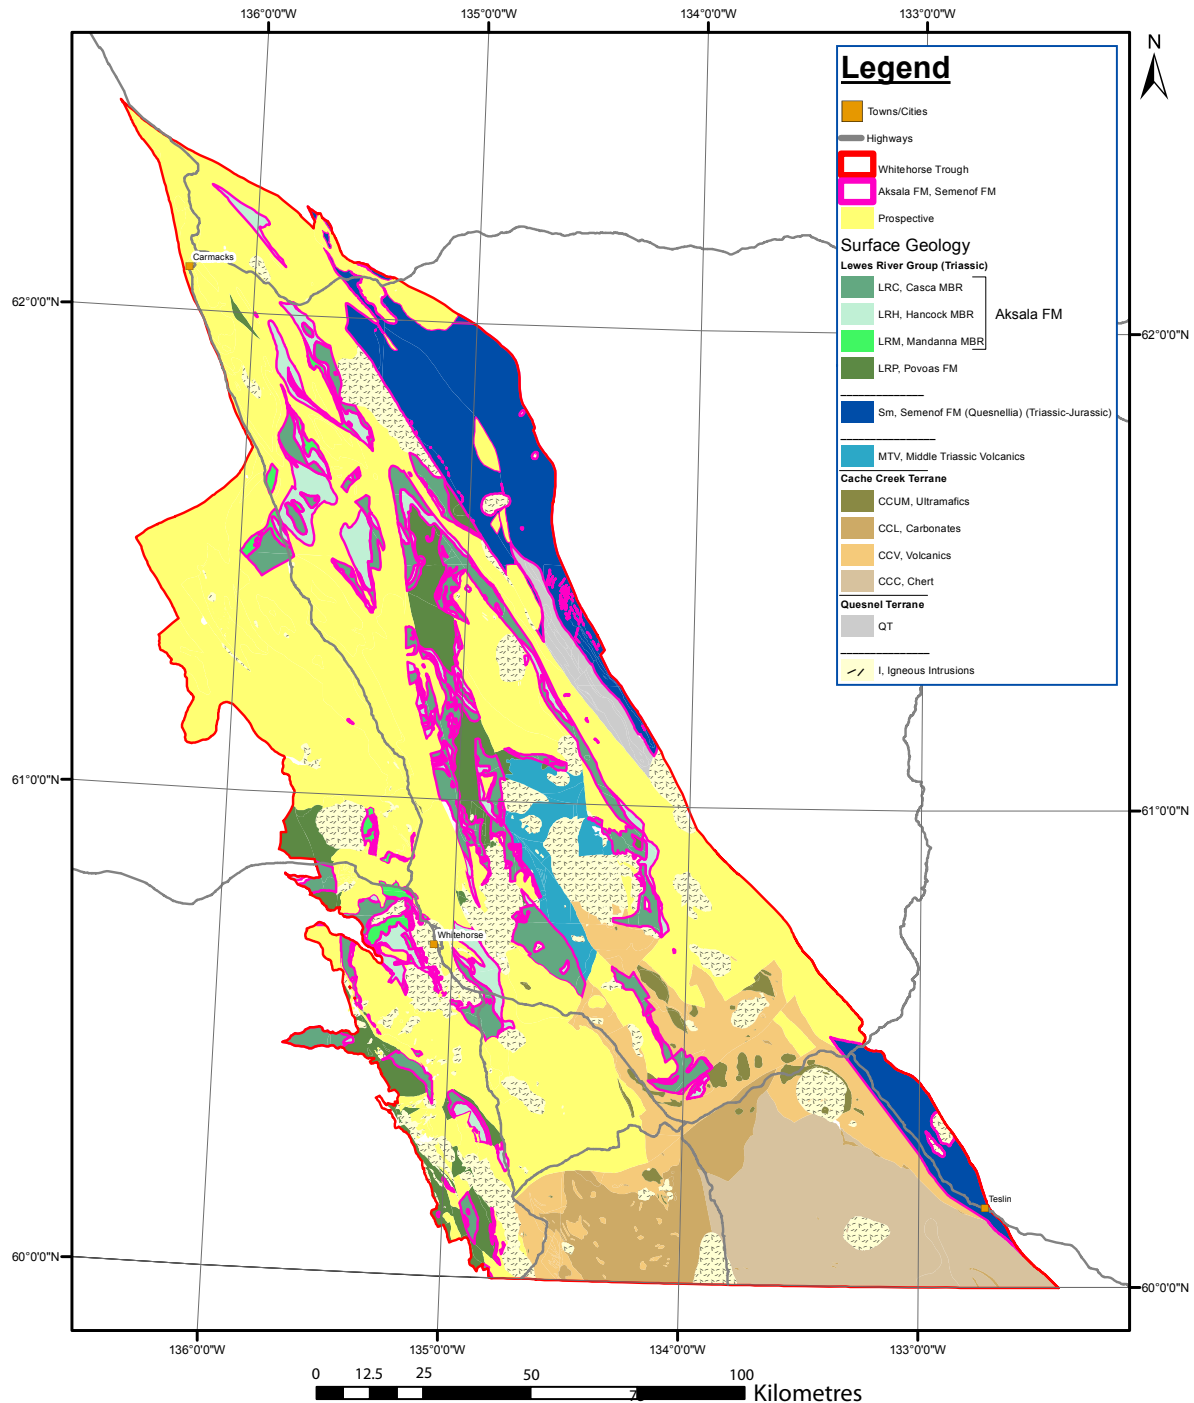 136°0'0"W 135°0'0"W 134°0'0"W 133°0'0"W
N
Legend
Towns/Cities
Highways
Whitehorse Trough
Aksala FM, Semenof FM
Prospective
Surface Geology
Lewes River Group (Triassic)
LRC, Casca MBR
LRH, Hancock MBR
Aksala FM
LRM, Mandanna MBR
LRP, Povoas FM
Sm, Semenof FM (Quesnellia) (Triassic-Jurassic)
MTV, Middle Triassic Volcanics
Cache Creek Terrane
CCUM, Ultramafics
CCL, Carbonates
CCV, Volcanics
CCC, Chert
Quesnel Terrane
QT
I, Igneous Intrusions
Carmacks
62°0'0"N
62°0'0"N
61°0'0"N
61°0'0"N
Whitehorse
Teslin
60°0'0"N
60°0'0"N
136°0'0"W 135°0'0"W 134°0'0"W 133°0'0"W
0 12.5 25 50 75 100
Kilometres